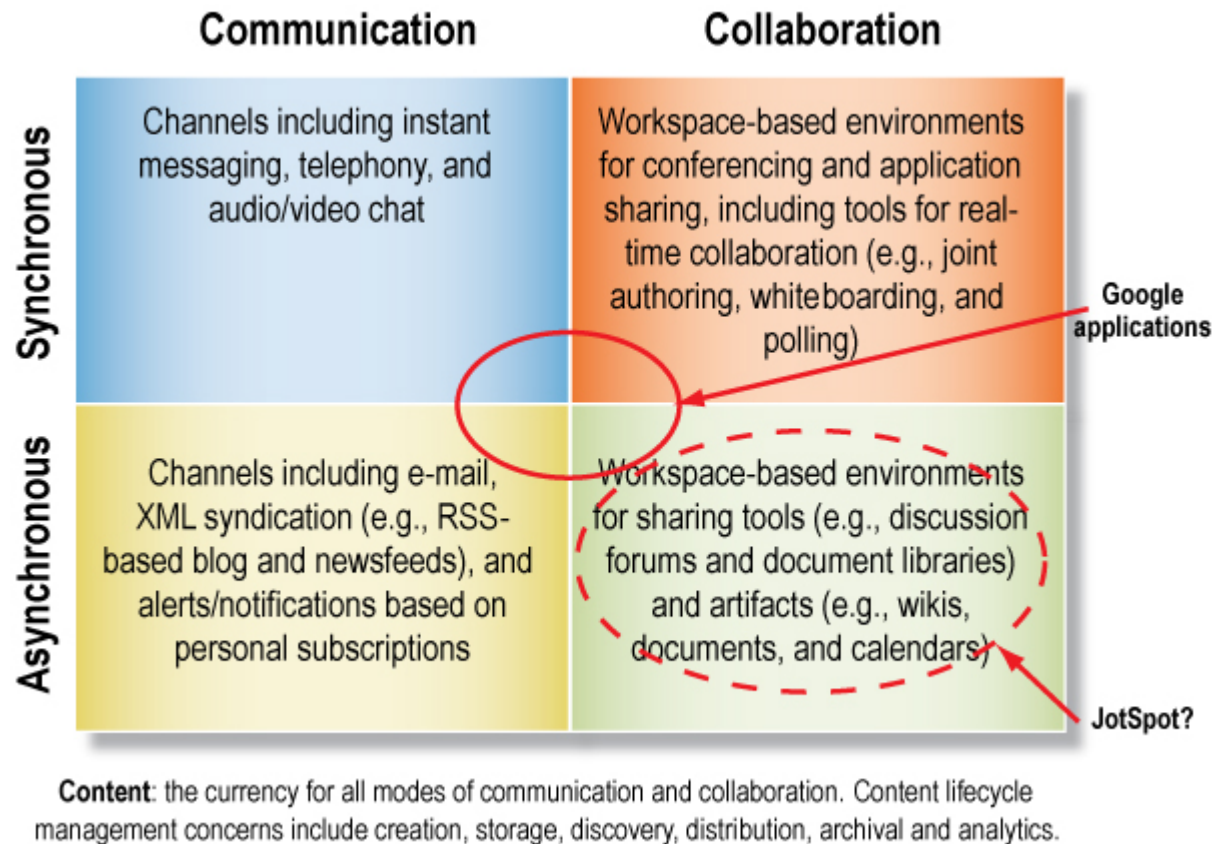 Communication
Collaboration
Synchronous
Channels including instant
messaging, telephony, and
audio/video chat
Workspace-based environments
for conferencing and application
sharing, including tools for real-
time collaboration (e.g., joint
authoring, whiteboarding, and
polling)
Google
applications
Asynchronous
Channels including e-mail,
XML syndication (e.g., RSS-
based blog and newsfeeds), and
alerts/notifications based on
personal subscriptions
Workspace-based environments
for sharing tools (e.g., discussion
forums and document libraries)
and artifacts (e.g., wikis,
documents, and calendars)
JotSpot?
Content: the currency for all modes of communication and collaboration. Content lifecycle
management concerns include creation, storage, discovery, distribution, archival and analytics.